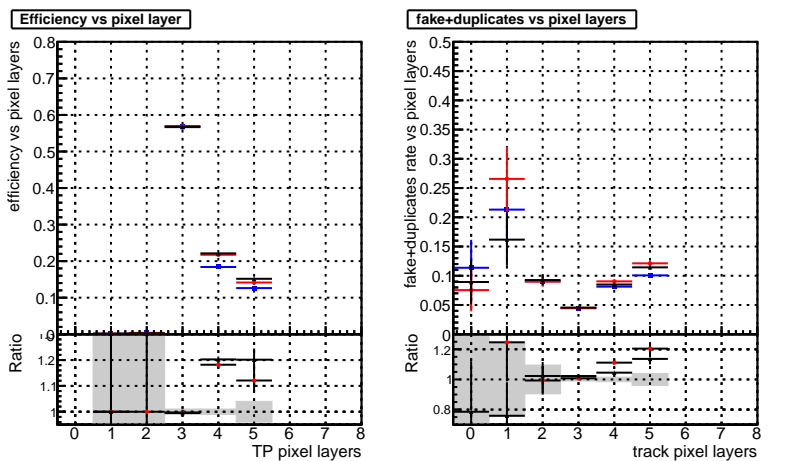 Efficiency vs pixel layer
efficiency vs pixel layers
0.8
0.7
0.6
0.5
0.4
0.3
0.2
0.1
0
Ratio
1.2
1.1
1
0 1 2 3 4 5 6 7 8
TP pixel layers
fake+duplicates vs pixel layers
fake+duplicates rate vs pixel layers
0.5
0.45
0.4
0.35
0.3
0.25
0.2
0.15
0.1
0.05
0
Ratio
1.2
1
0.8
0 1 2 3 4 5 6 7 8
track pixel layers